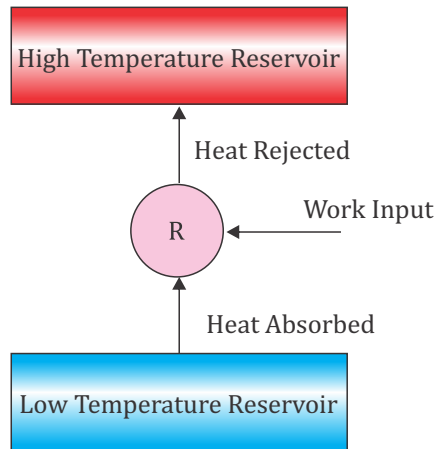 High Temperature Reservoir
Heat Rejected
Work Input
R
Heat Absorbed
Low Temperature Reservoir